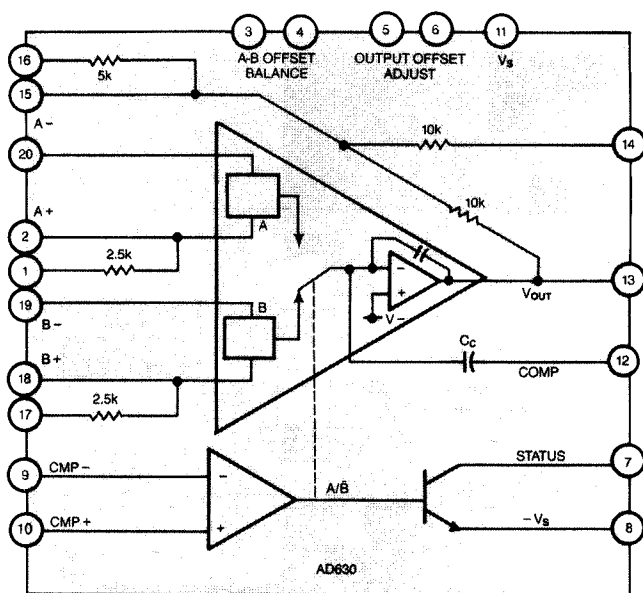 3 4 5 6 11
A-B OFFSET BALANCE
OUTPUT OFFSET ADJUST
Vs
16
5k
15
A−
20
10k
14
10k
A
A+
2
2.5k
1
19
B−
B
−
+
V−
VOUT
13
B+
18
CC
COMP
12
17
2.5k
9
CMP−
−
A/B̄
STATUS
7
10
CMP+
+
−Vs
8
AD630